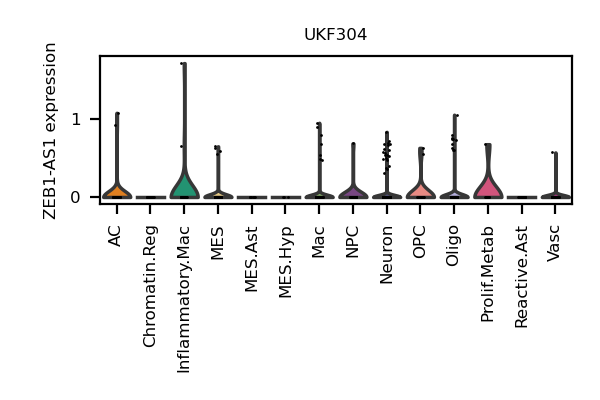 UKF304
ZEB1-AS1 expression
1
0
AC
Chromatin.Reg
Inflammatory.Mac
MES
MES.Ast
MES.Hyp
Mac
NPC
Neuron
OPC
Oligo
Prolif.Metab
Reactive.Ast
Vasc